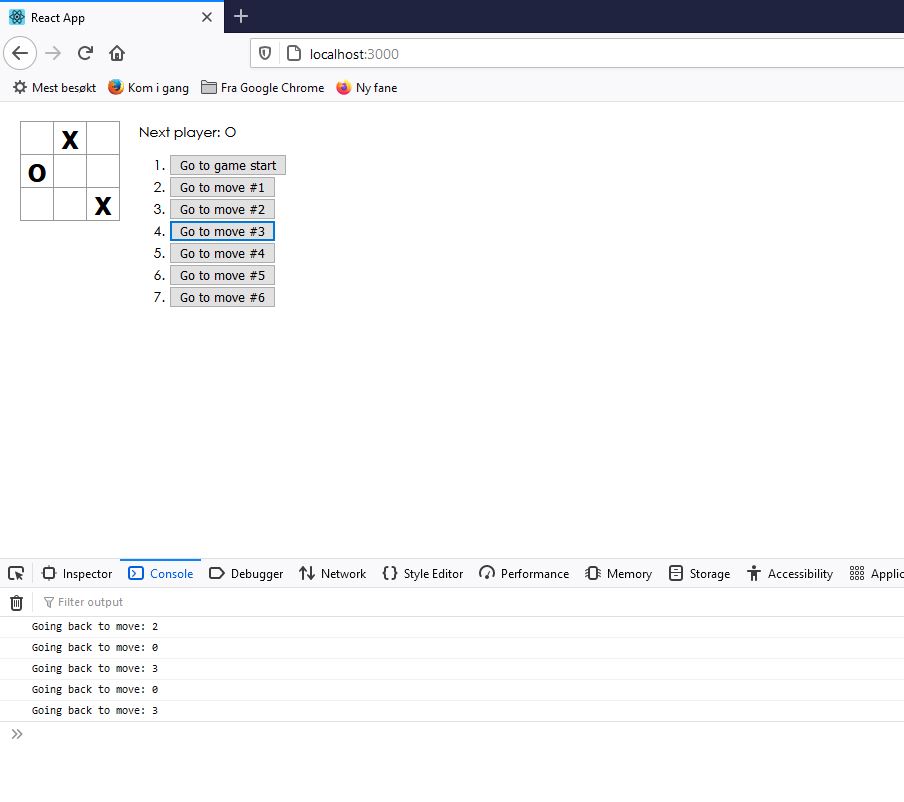 React App
localhost:3000
Mest besøkt Kom i gang Fra Google Chrome Ny fane
X
O
X
Next player: O
1. Go to game start
2. Go to move #1
3. Go to move #2
4. Go to move #3
5. Go to move #4
6. Go to move #5
7. Go to move #6
Inspector Console Debugger Network Style Editor Performance Memory Storage Accessibility Applic
Filter output
Going back to move: 2
Going back to move: 0
Going back to move: 3
Going back to move: 0
Going back to move: 3